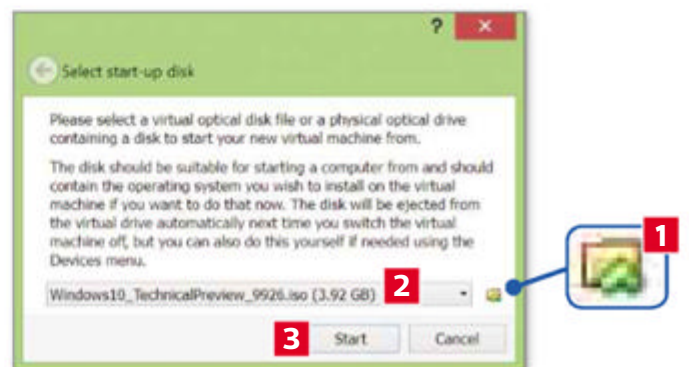 ?
Select start-up disk
Please select a virtual optical disk file or a physical optical drive
containing a disk to start your new virtual machine from.
The disk should be suitable for starting a computer from and should
contain the operating system you wish to install on the virtual
machine if you want to do that now. The disk will be ejected from
the virtual drive automatically next time you switch the virtual
machine off, but you can also do this yourself if needed using the
Devices menu.
1
Windows10_TechnicalPreview_9926.iso (3.92 GB) 2
3 Start Cancel